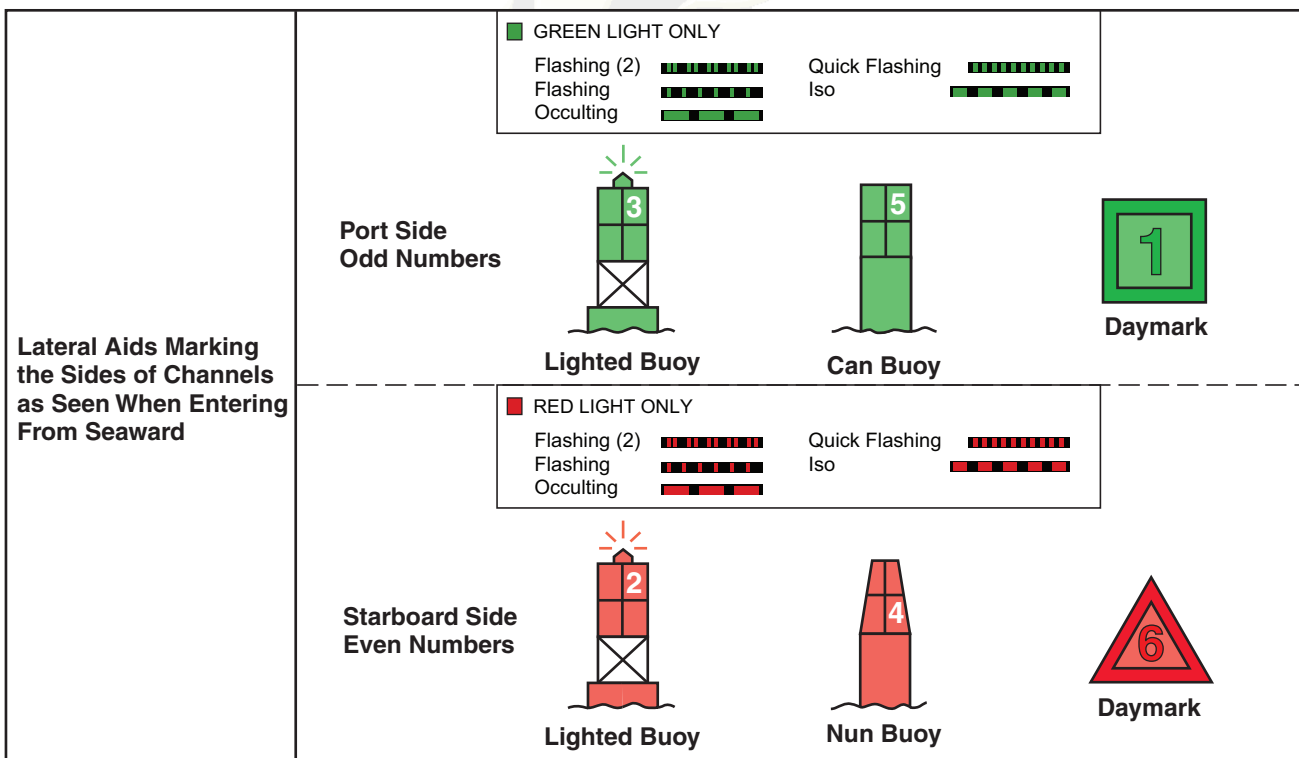 Lateral Aids Marking
the Sides of Channels
as Seen When Entering
From Seaward
GREEN LIGHT ONLY
Flashing (2)
Quick Flashing
Flashing
Iso
Occulting
Port Side
Odd Numbers
3
5
1
Lighted Buoy
Can Buoy
Daymark
RED LIGHT ONLY
Flashing (2)
Quick Flashing
Flashing
Iso
Occulting
Starboard Side
Even Numbers
2
4
6
Lighted Buoy
Nun Buoy
Daymark